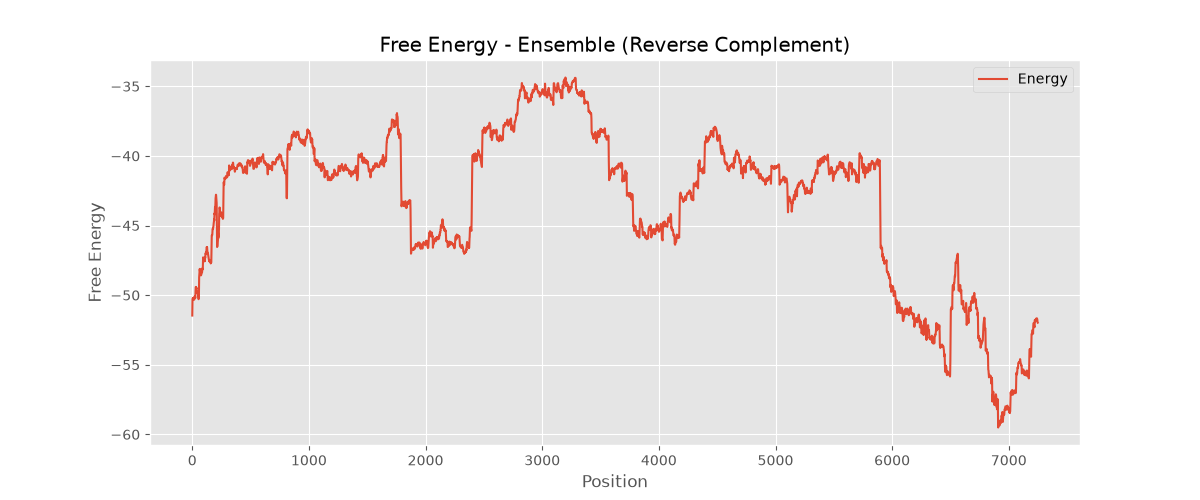 Free Energy - Ensemble (Reverse Complement)
Energy
Free Energy
−35
−40
−45
−50
−55
−60
0 1000 2000 3000 4000 5000 6000 7000
Position